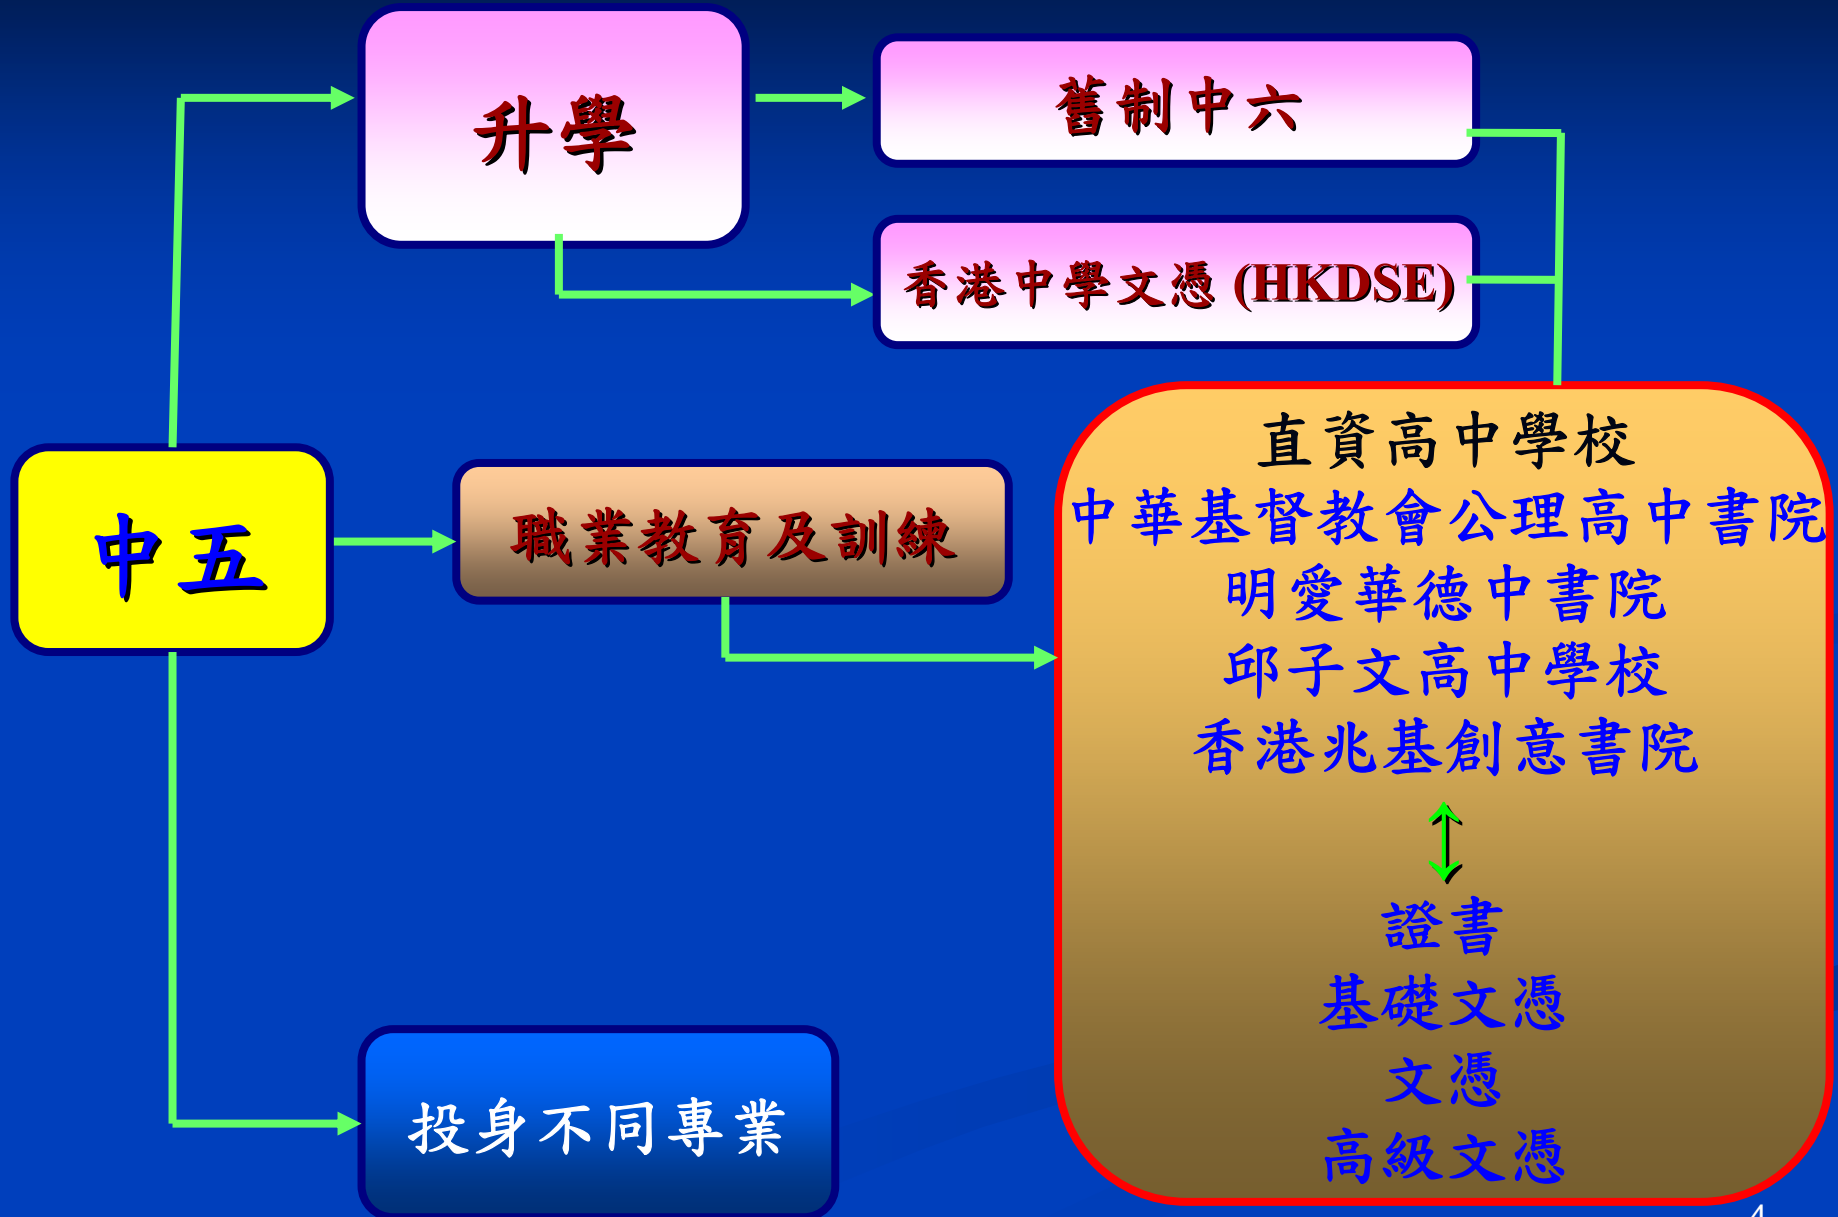 升學
舊制中六
香港中學文憑 (HKDSE)
中五
職業教育及訓練
直資高中學校
中華基督教會公理高中書院
明愛華德中書院
邱子文高中學校
香港兆基創意書院
↕
證書
基礎文憑
文憑
高級文憑
投身不同專業
4